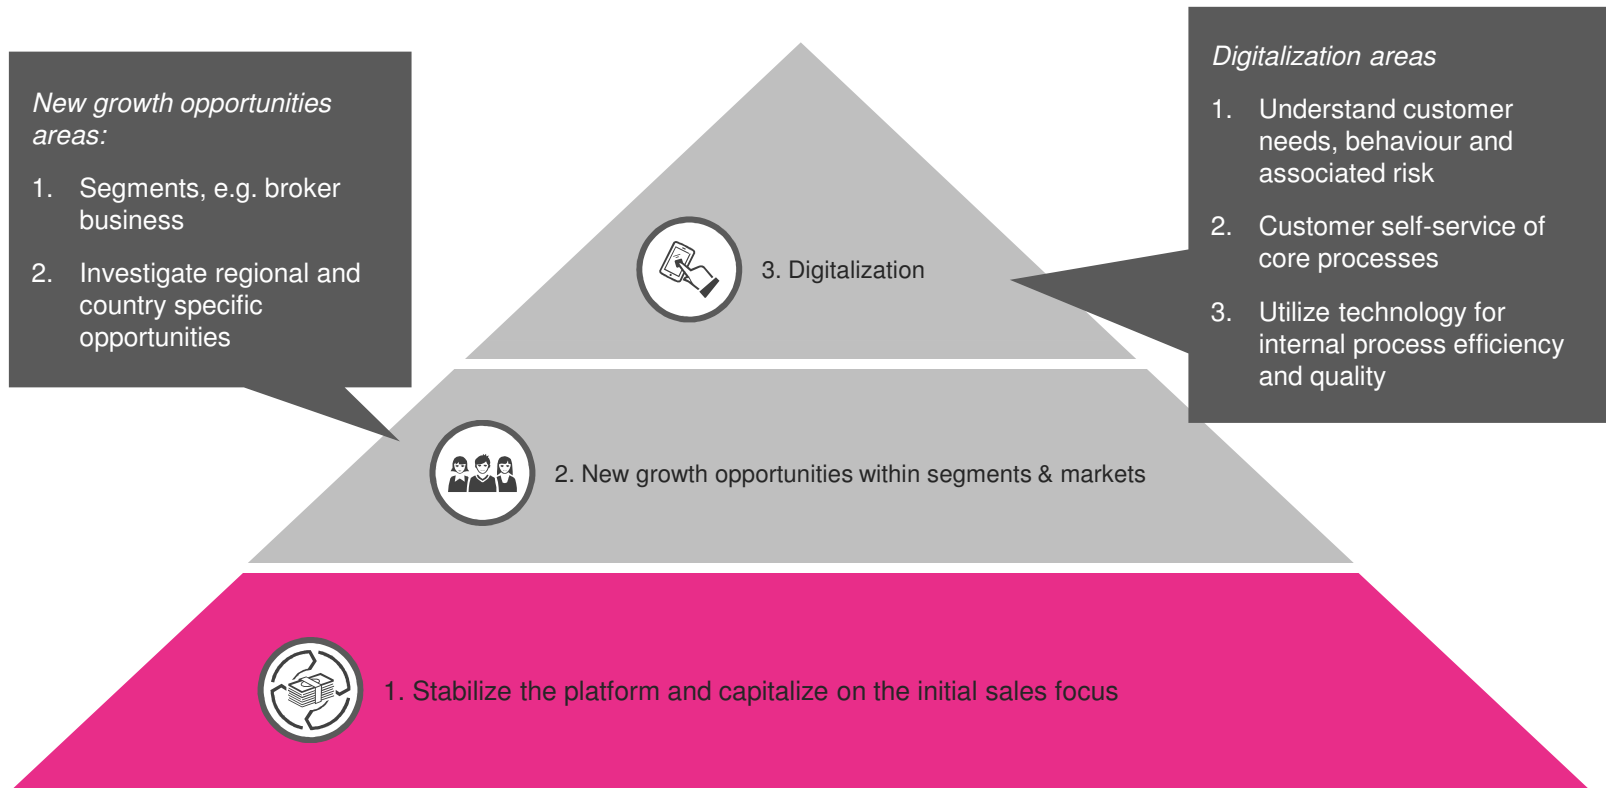 New growth opportunities
areas:
1. Segments, e.g. broker
business
2. Investigate regional and
country specific
opportunities
Digitalization areas
1. Understand customer
needs, behaviour and
associated risk
2. Customer self-service of
core processes
3. Utilize technology for
internal process efficiency
and quality
3. Digitalization
2. New growth opportunities within segments & markets
1. Stabilize the platform and capitalize on the initial sales focus